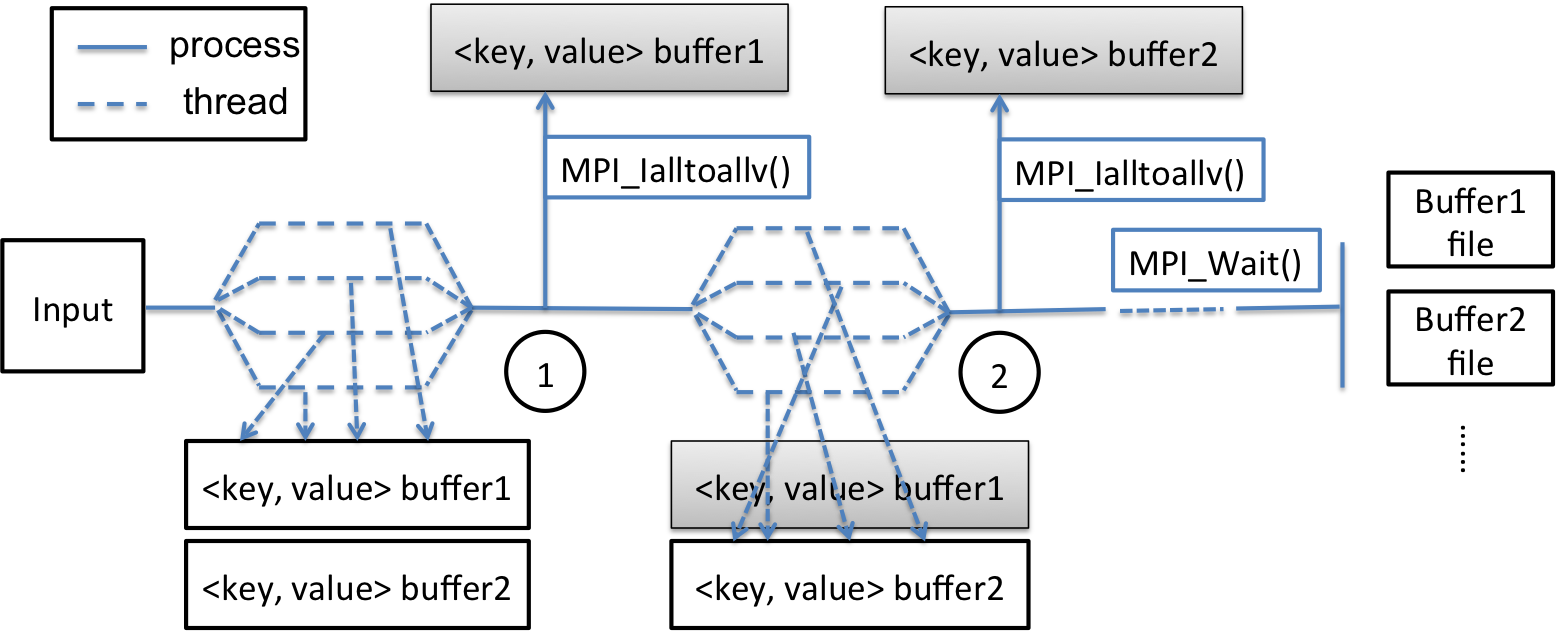 process
thread
<key, value> buffer1
<key, value> buffer2
MPI_Ialltoallv()
MPI_Ialltoallv()
Input
MPI_Wait()
Buffer1
file
Buffer2
file
1
2
<key, value> buffer1
<key, value> buffer2
<key, value> buffer1
<key, value> buffer2